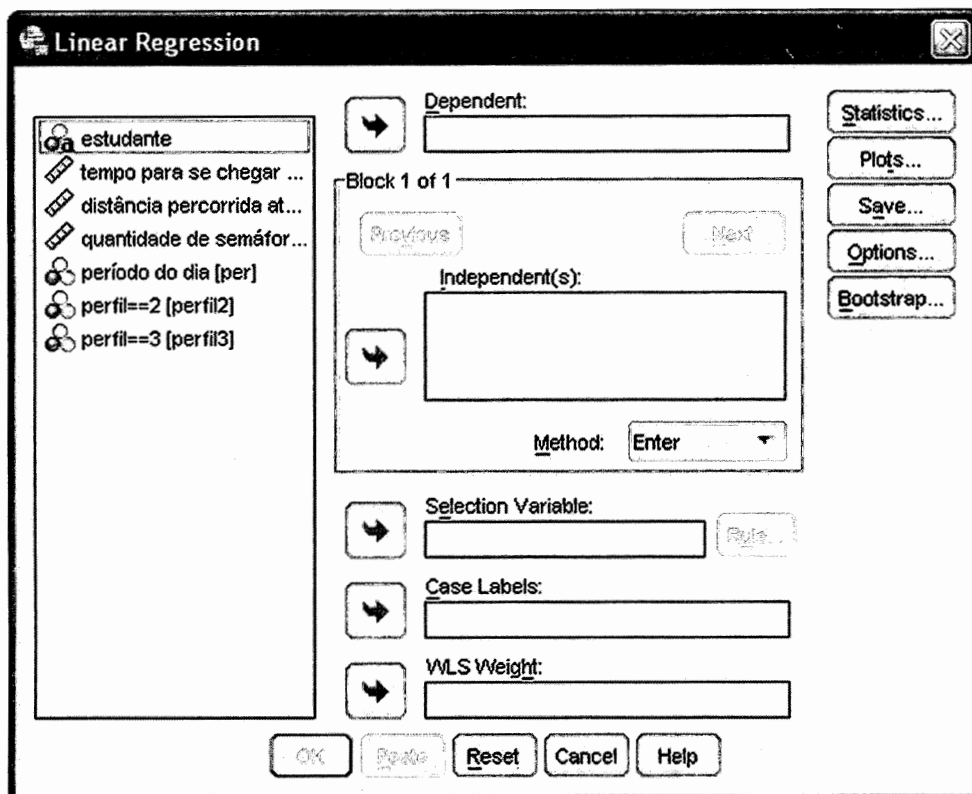 Linear Regression
estudante
tempo para se chegar ...
distância percorrida at...
quantidade de semáfor...
período do dia [per]
perfil==2 [perfil2]
perfil==3 [perfil3]
Dependent:
Block 1 of 1
Previous
Next
Independent(s):
Method: Enter
Selection Variable:
Rule...
Case Labels:
WLS Weight:
Statistics...
Plots...
Save...
Options...
Bootstrap...
OK Paste Reset Cancel Help